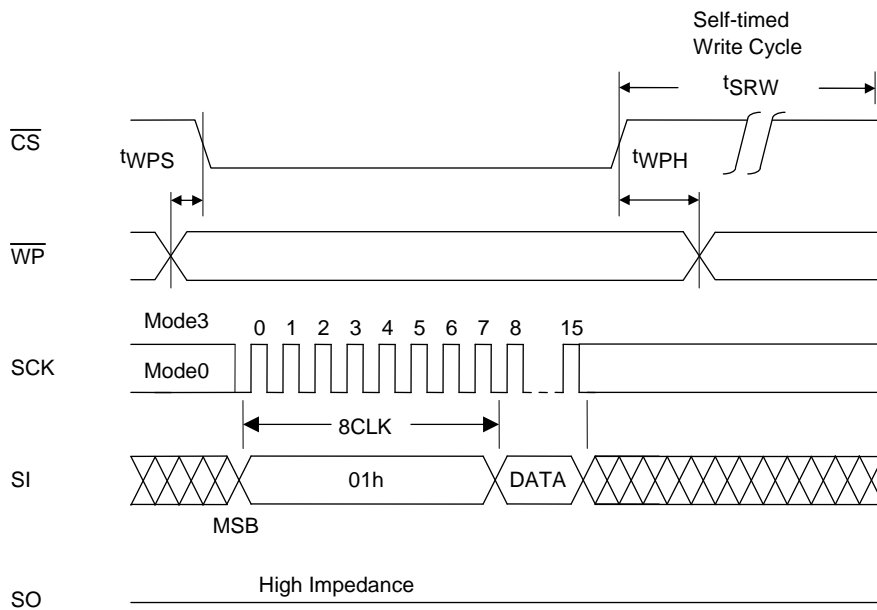 Self-timed
Write Cycle
tSRW
CS
tWPS
tWPH
WP
Mode3
0 1 2 3 4 5 6 7 8 15
SCK
Mode0
8CLK
SI
01h
DATA
MSB
High Impedance
SO